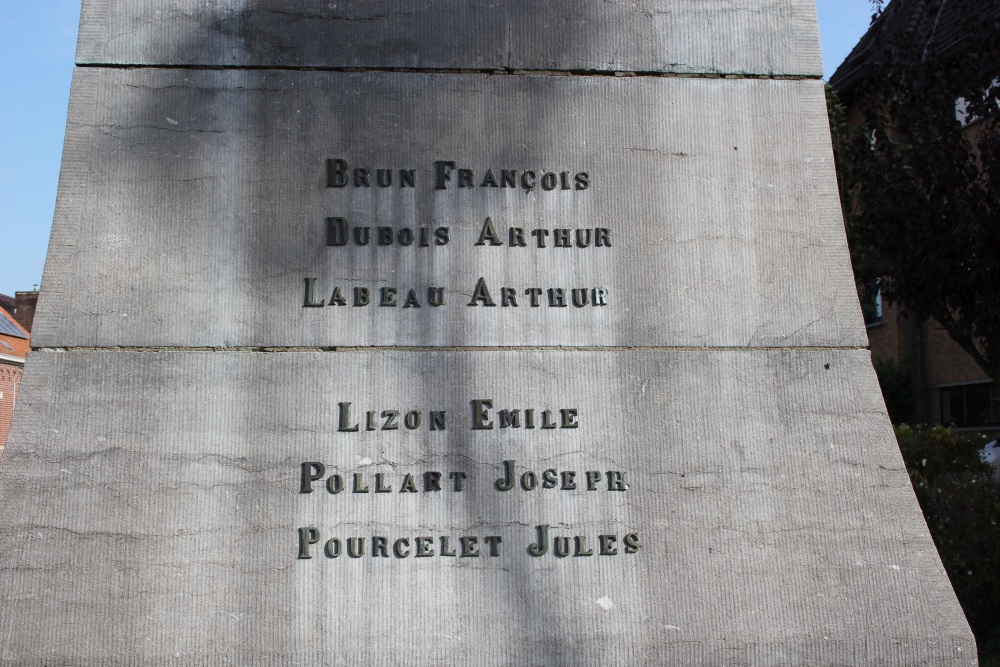 Brun François
Dubois Arthur
Labeau Arthur
Lizon Emile
Pollart Joseph
Pourcelet Jules